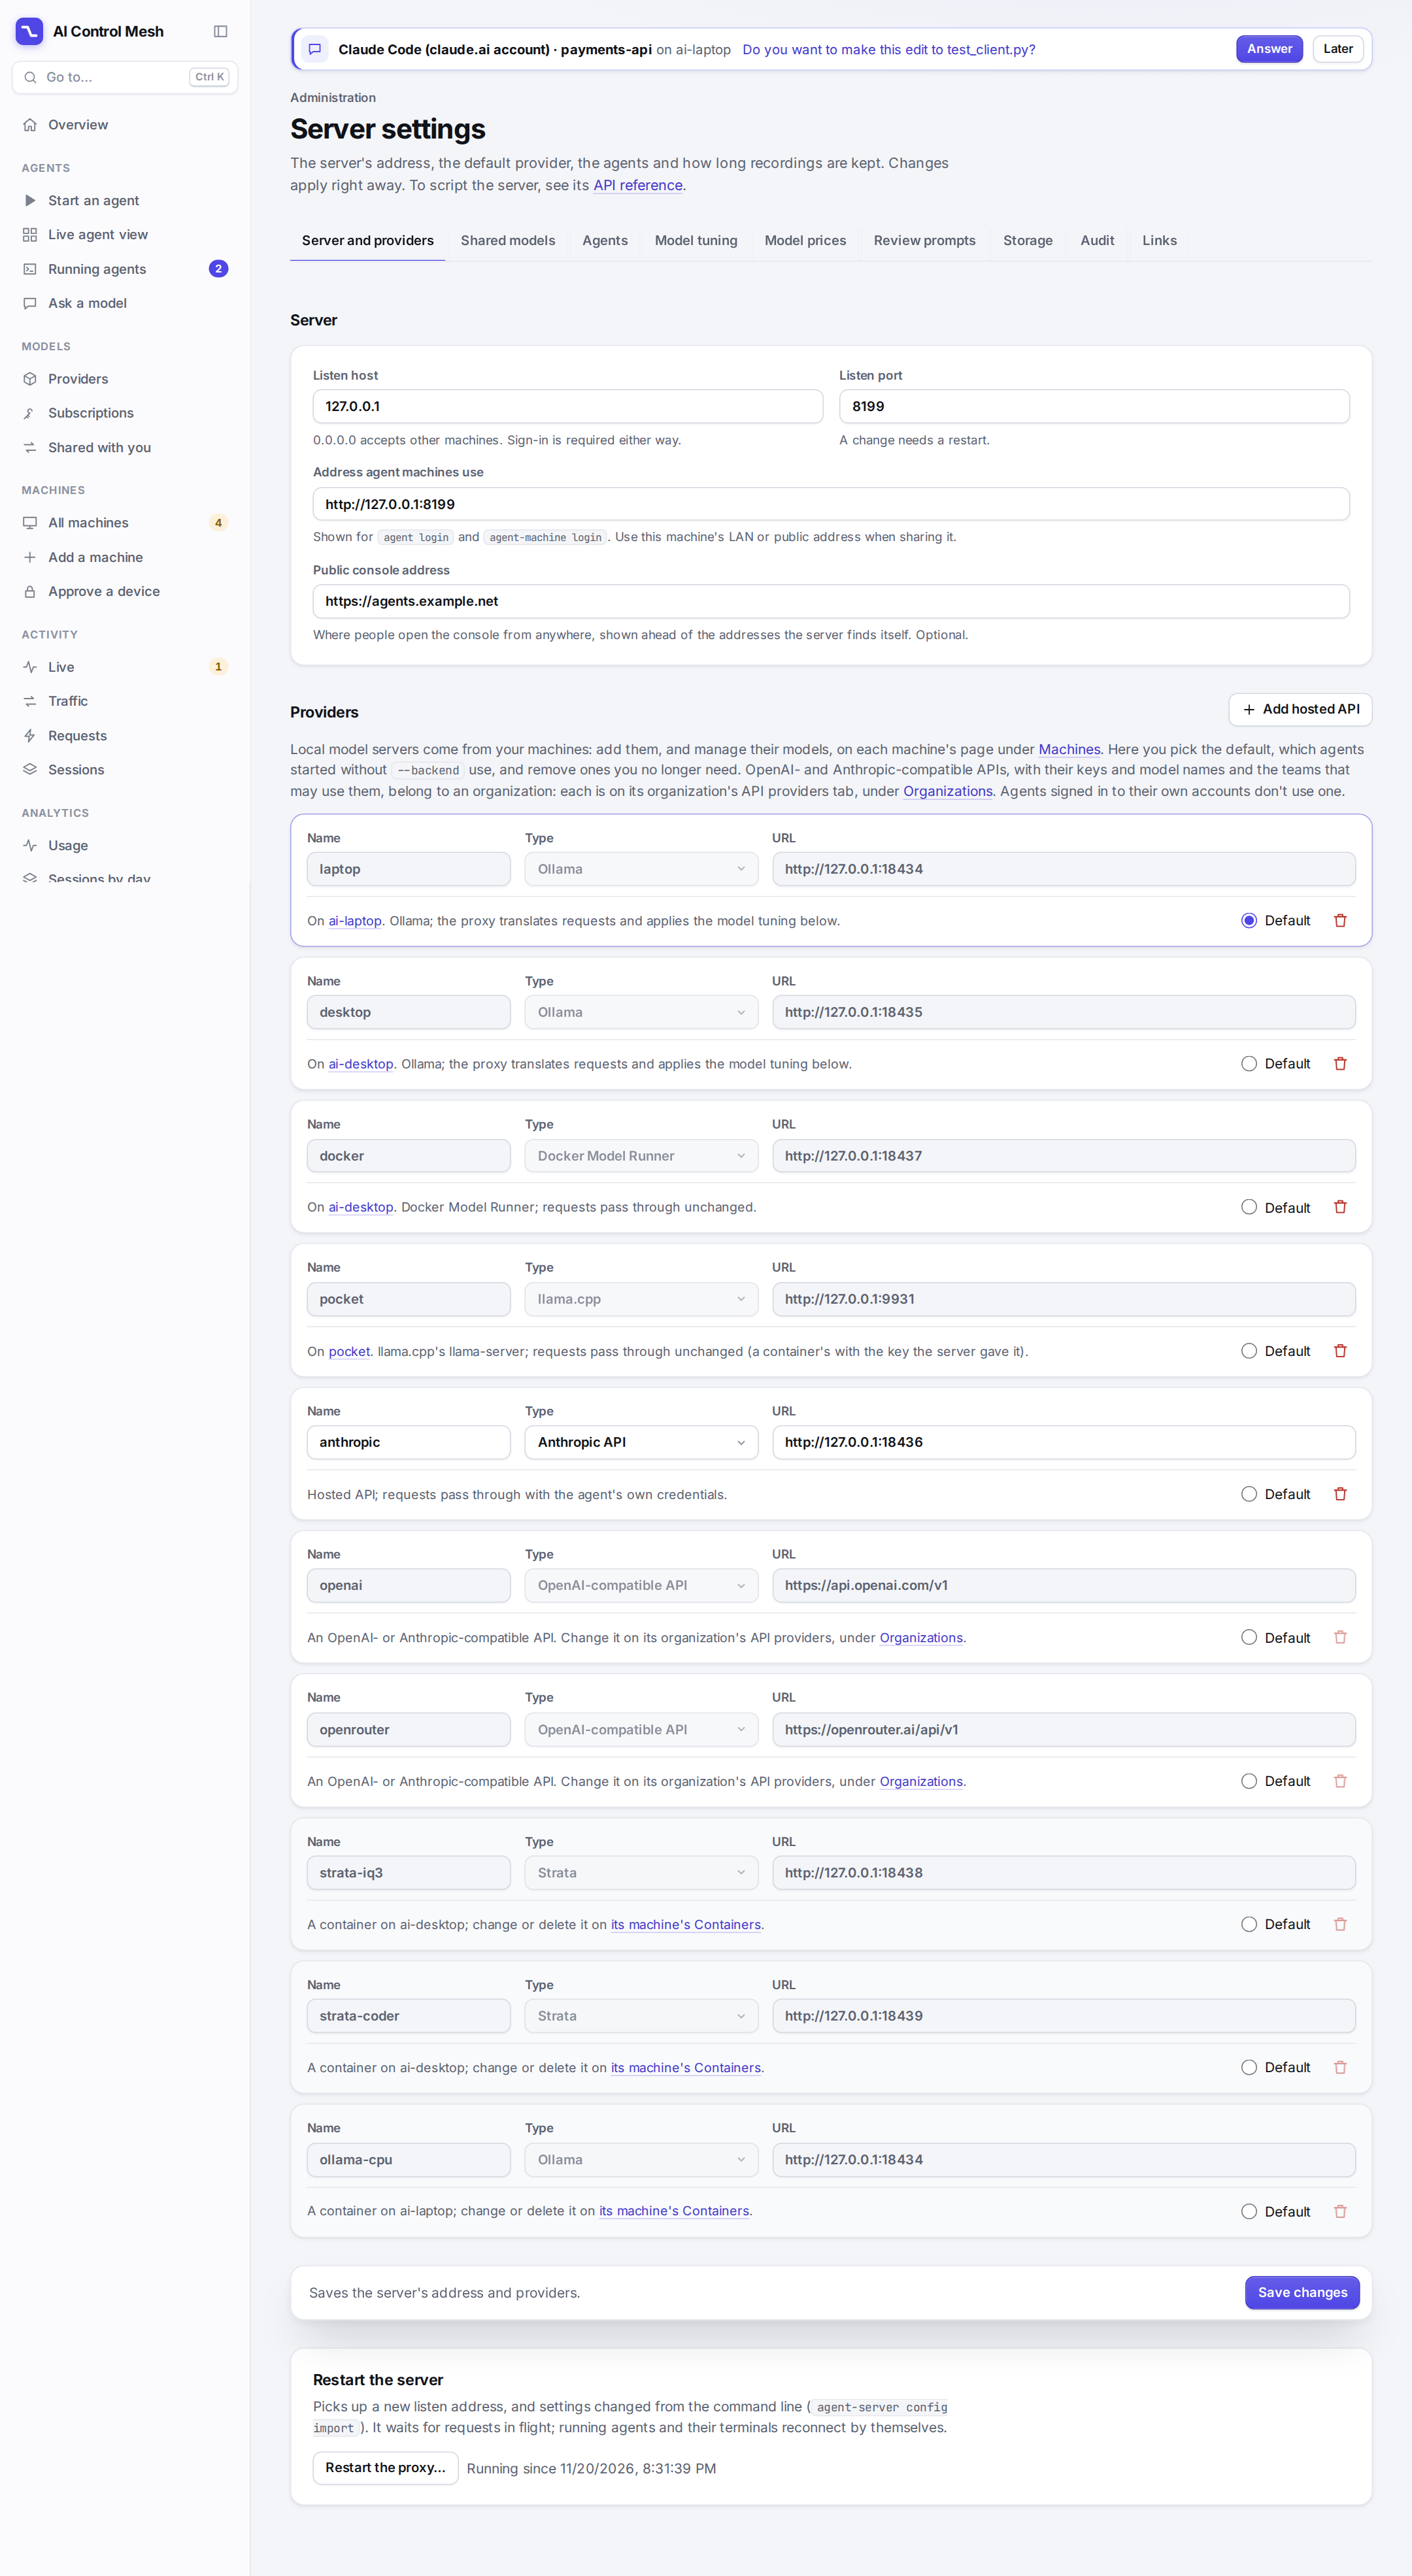 AI Control Mesh
Go to...
Ctrl K
Overview
AGENTS
Start an agent
Live agent view
Running agents
2
Ask a model
MODELS
Providers
Subscriptions
Shared with you
MACHINES
All machines
4
Add a machine
Approve a device
ACTIVITY
Live
1
Traffic
Requests
Sessions
ANALYTICS
Usage
Sessions by day
Claude Code (claude.ai account) · payments-api on ai-laptop Do you want to make this edit to test_client.py?
Answer
Later
Administration
Server settings
The server's address, the default provider, the agents and how long recordings are kept. Changes
apply right away. To script the server, see its API reference.
Server and providers
Shared models
Agents
Model tuning
Model prices
Review prompts
Storage
Audit
Links
Server
Listen host
Listen port
127.0.0.1
8199
0.0.0.0 accepts other machines. Sign-in is required either way.
A change needs a restart.
Address agent machines use
http://127.0.0.1:8199
Shown for agent login and agent-machine login. Use this machine's LAN or public address when sharing it.
Public console address
https://agents.example.net
Where people open the console from anywhere, shown ahead of the addresses the server finds itself. Optional.
Providers
Add hosted API
Local model servers come from your machines: add them, and manage their models, on each machine's page under Machines. Here you pick the default, which agents
started without --backend use, and remove ones you no longer need. OpenAI- and Anthropic-compatible APIs, with their keys and model names and the teams that
may use them, belong to an organization: each is on its organization's API providers tab, under Organizations. Agents signed in to their own accounts don't use one.
Name Type URL
laptop Ollama http://127.0.0.1:18434
On ai-laptop. Ollama; the proxy translates requests and applies the model tuning below.
Default
Name Type URL
desktop Ollama http://127.0.0.1:18435
On ai-desktop. Ollama; the proxy translates requests and applies the model tuning below.
Default
Name Type URL
docker Docker Model Runner http://127.0.0.1:18437
On ai-desktop. Docker Model Runner; requests pass through unchanged.
Default
Name Type URL
pocket llama.cpp http://127.0.0.1:9931
On pocket. llama.cpp's llama-server; requests pass through unchanged (a container's with the key the server gave it).
Default
Name Type URL
anthropic Anthropic API http://127.0.0.1:18436
Hosted API; requests pass through with the agent's own credentials.
Default
Name Type URL
openai OpenAI-compatible API https://api.openai.com/v1
An OpenAI- or Anthropic-compatible API. Change it on its organization's API providers, under Organizations.
Default
Name Type URL
openrouter OpenAI-compatible API https://openrouter.ai/api/v1
An OpenAI- or Anthropic-compatible API. Change it on its organization's API providers, under Organizations.
Default
Name Type URL
strata-iq3 Strata http://127.0.0.1:18438
A container on ai-desktop; change or delete it on its machine's Containers.
Default
Name Type URL
strata-coder Strata http://127.0.0.1:18439
A container on ai-desktop; change or delete it on its machine's Containers.
Default
Name Type URL
ollama-cpu Ollama http://127.0.0.1:18434
A container on ai-laptop; change or delete it on its machine's Containers.
Default
Saves the server's address and providers.
Save changes
Restart the server
Picks up a new listen address, and settings changed from the command line (agent-server config
import). It waits for requests in flight; running agents and their terminals reconnect by themselves.
Restart the proxy...
Running since 11/20/2026, 8:31:39 PM